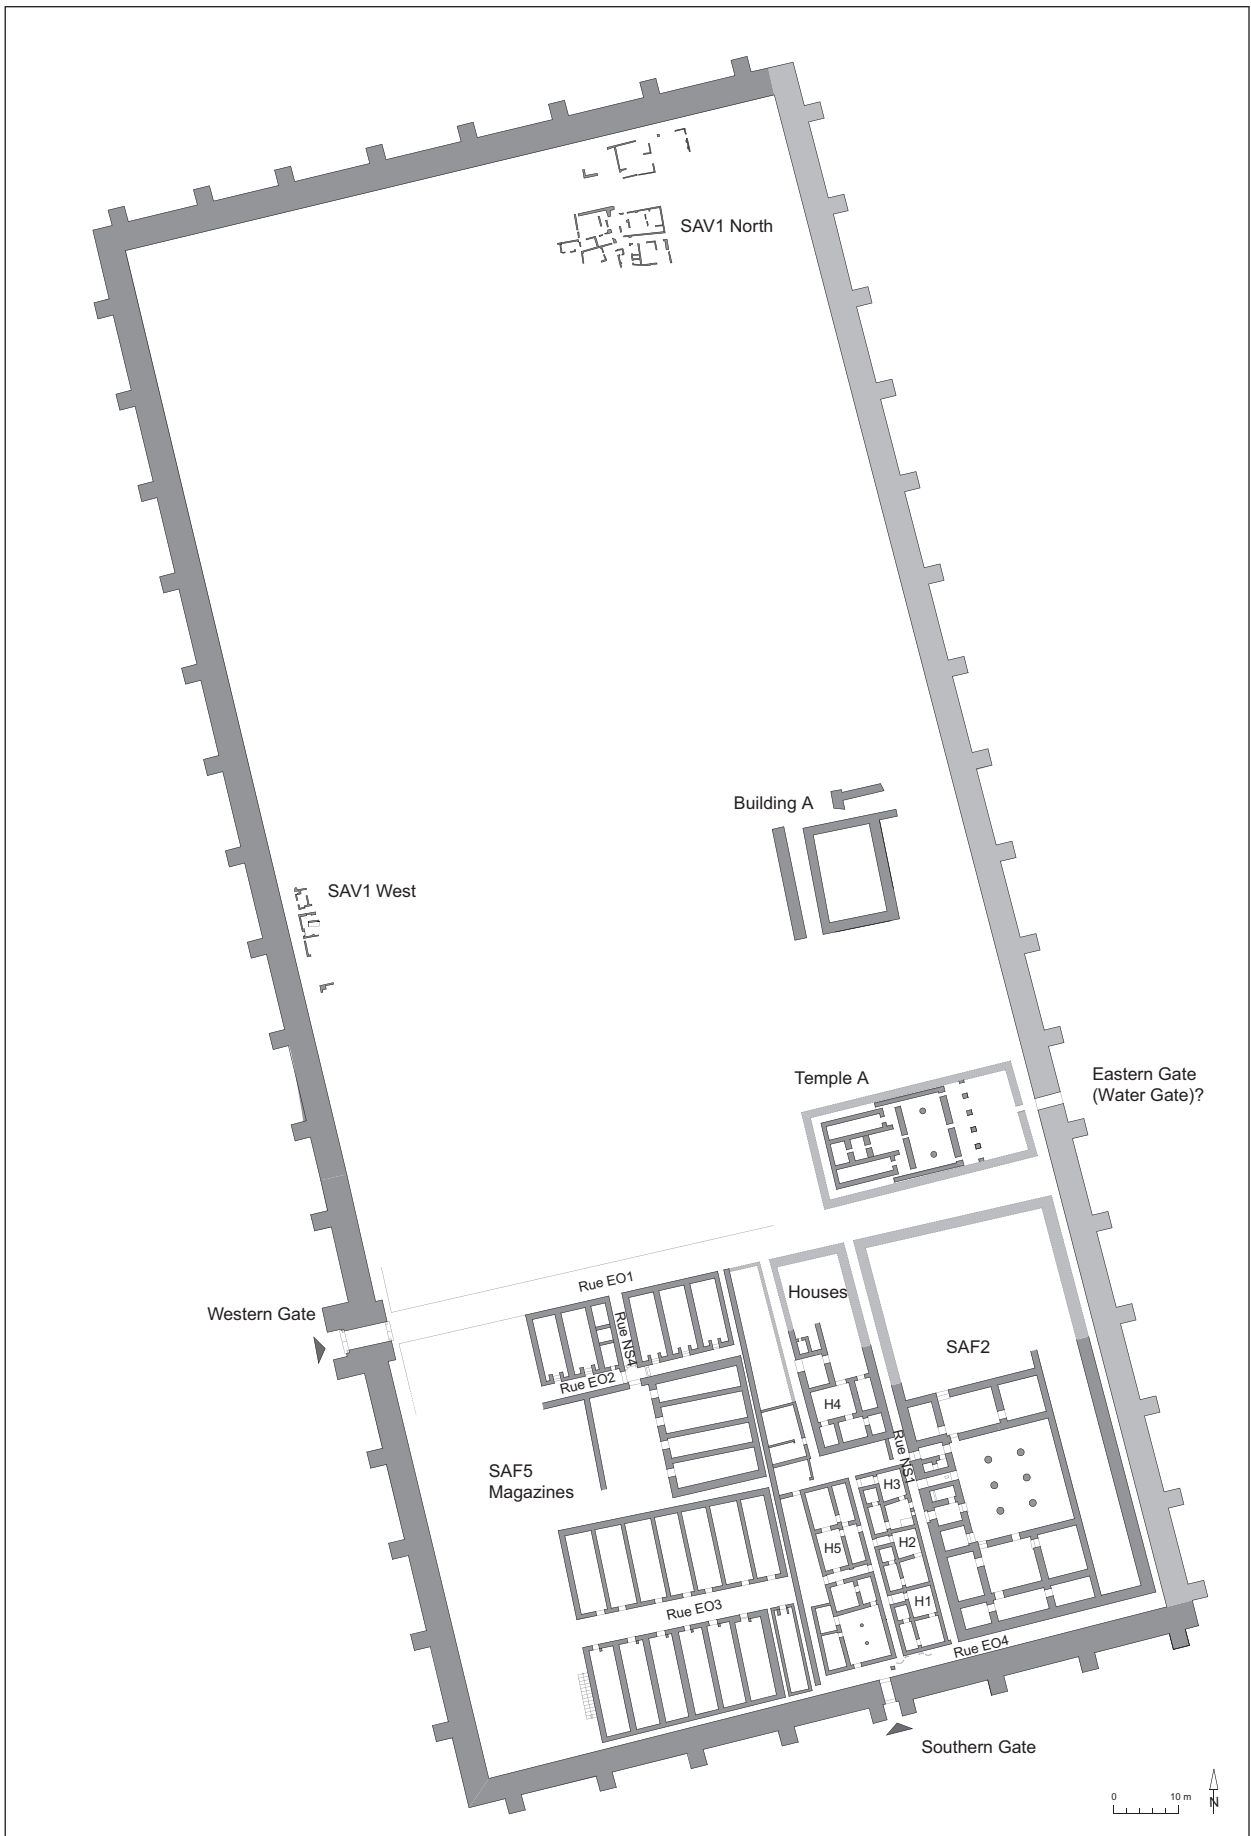 SAV1 North
Building A
SAV1 West
Temple A
Eastern Gate
(Water Gate)?
Rue EO1
Houses
Western Gate
Rue NS4
SAF2
Rue EO2
H4
Rue NS1
SAF5
Magazines
H3
H5
H2
H1
Rue EO3
Rue EO4
Southern Gate
0 10 m
N